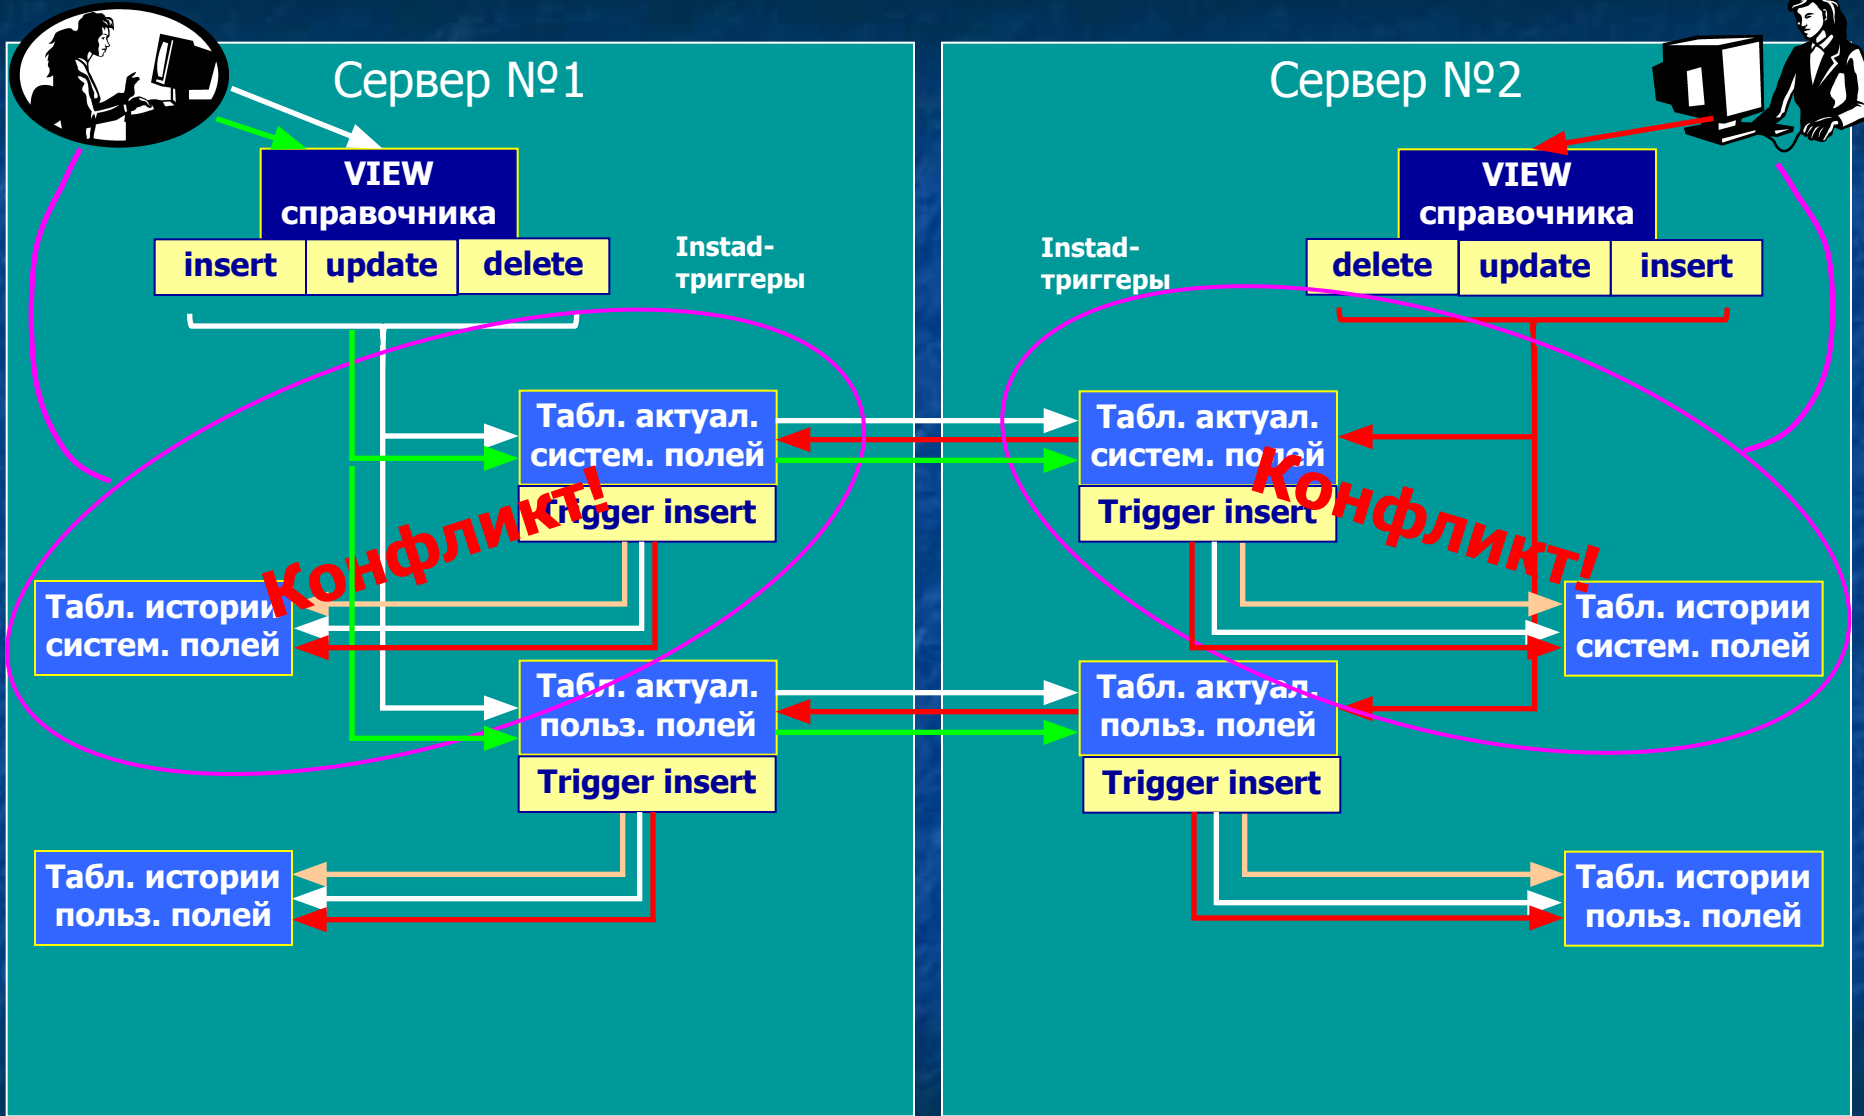 Сервер №1
VIEW
справочника
insert
update
delete
Instad-
триггеры
Табл. актуал.
систем. полей
Trigger insert
Конфликт!
Табл. истории
систем. полей
Табл. актуал.
польз. полей
Trigger insert
Табл. истории
польз. полей
Сервер №2
VIEW
справочника
Instad-
триггеры
delete
update
insert
Табл. актуал.
систем. полей
Trigger insert
Конфликт!
Табл. истории
систем. полей
Табл. актуал.
польз. полей
Trigger insert
Табл. истории
польз. полей